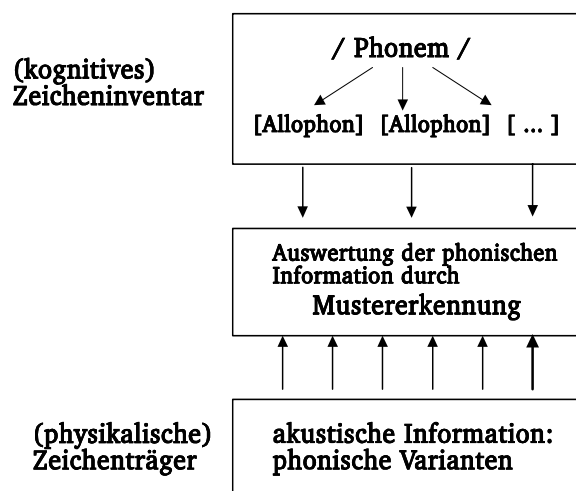 / Phonem /
(kognitives)
Zeicheninventar
[Allophon] [Allophon] [ ... ]
Auswertung der phonischen
Information durch
Mustererkennung
(physikalische)
Zeichenträger
akustische Information:
phonische Varianten